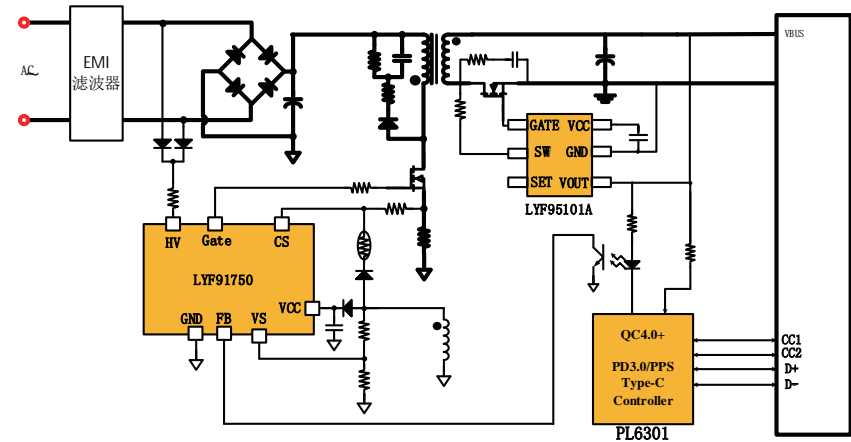 AC
EMI
滤波器
VBUS
GATE VCC
SW GND
SET VOUT
LYF95101A
HV Gate CS
LYF91750
VCC
GND FB VS
QC4.0+
PD3.0/PPS
Type-C
Controller
PL6301
CC1
CC2
D+
D-